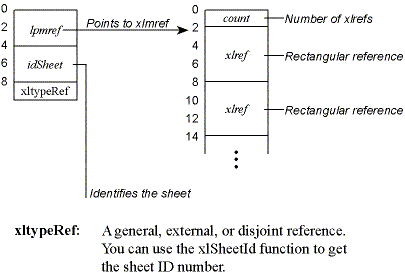 0
lpmref
Points to xlmref
4
idSheet
6
xltypeRef
8
Identifies the sheet
0
count
Number of xlrefs
2
4
xlref
Rectangular reference
6
8
10
xlref
Rectangular reference
12
14
xltypeRef: A general, external, or disjoint reference.
You can use the xlSheetId function to get
the sheet ID number.